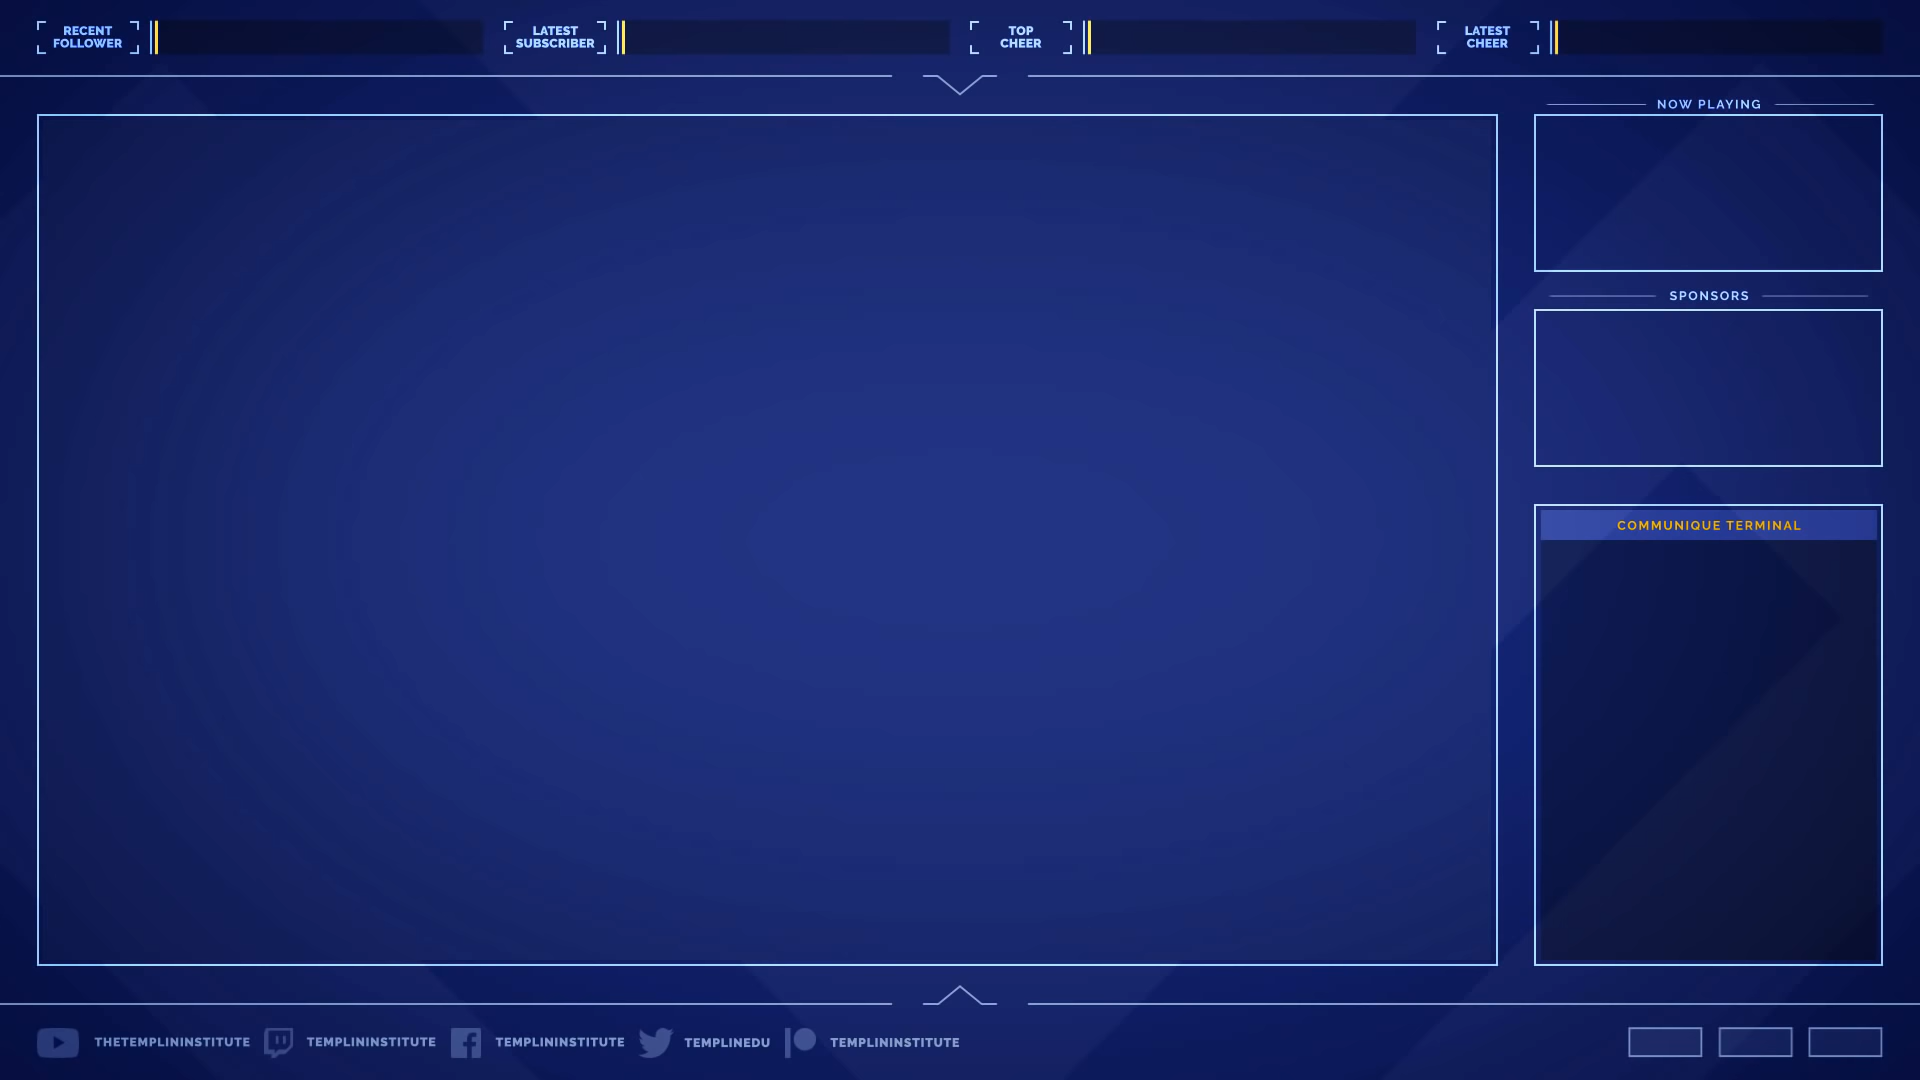 RECENT
FOLLOWER
LATEST
SUBSCRIBER
TOP
CHEER
LATEST
CHEER
NOW PLAYING
SPONSORS
COMMUNIQUE TERMINAL
THETEMPLININSTITUTE
TEMPLININSTITUTE
TEMPLININSTITUTE
TEMPLINEDU
TEMPLININSTITUTE